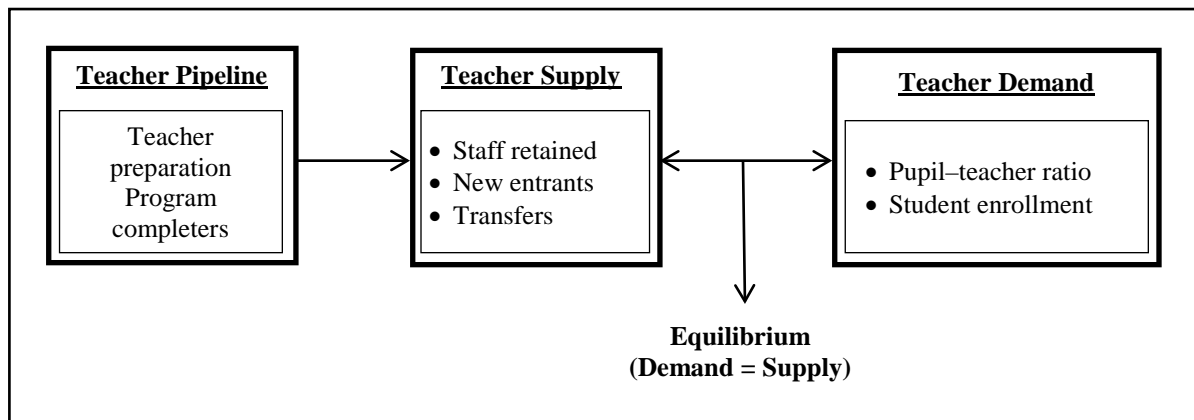 Teacher Pipeline
Teacher
preparation
Program
completers
Teacher Supply
• Staff retained
• New entrants
• Transfers
Teacher Demand
• Pupil–teacher ratio
• Student enrollment
Equilibrium
(Demand = Supply)